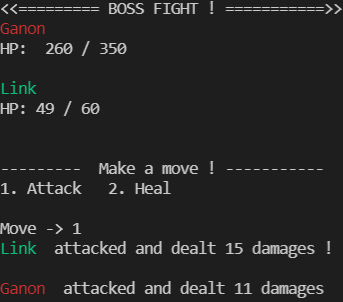 <<========= BOSS FIGHT ! ===========>>
Ganon
HP:  260 / 350
Link
HP: 49 / 60
---------  Make a move ! -----------
1. Attack   2. Heal
Move -> 1
Link  attacked and dealt 15 damages !
Ganon  attacked and dealt 11 damages